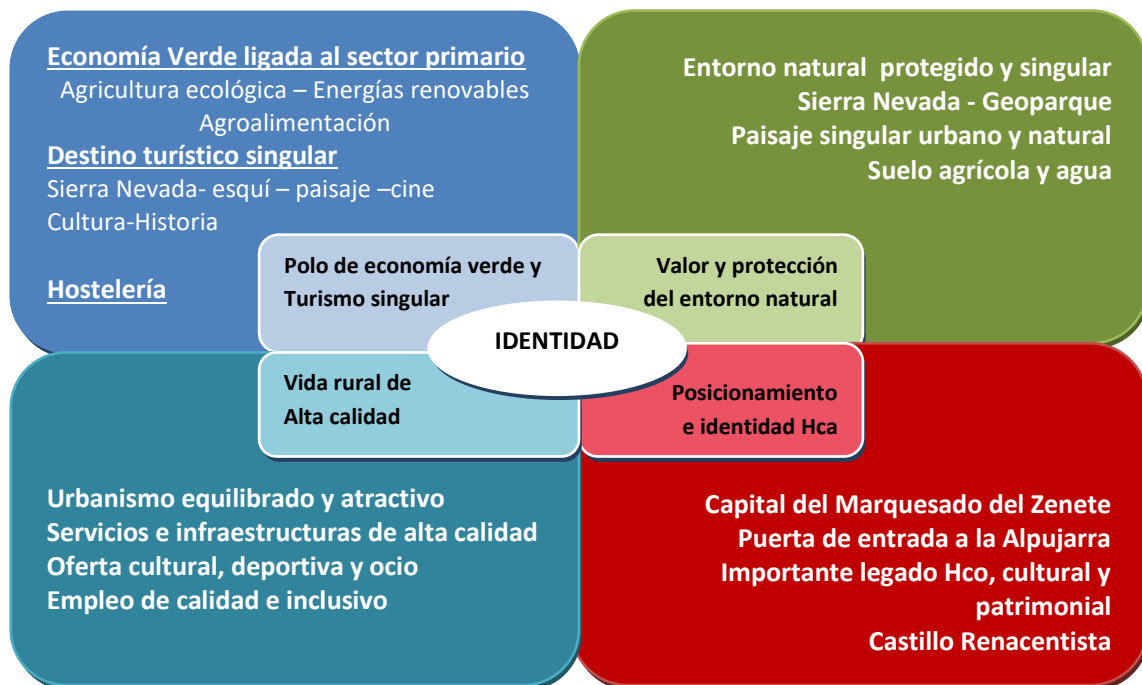 Economía Verde ligada al sector primario
Agricultura ecológica – Energías renovables
Agroalimentación
Destino turístico singular
Sierra Nevada- esquí – paisaje –cine
Cultura-Historia
Hostelería
Entorno natural protegido y singular
Sierra Nevada - Geoparque
Paisaje singular urbano y natural
Suelo agrícola y agua
Polo de economía verde y
Turismo singular
Valor y protección
del entorno natural
IDENTIDAD
Vida rural de
Alta calidad
Posicionamiento
e identidad Hca
Urbanismo equilibrado y atractivo
Servicios e infraestructuras de alta calidad
Oferta cultural, deportiva y ocio
Empleo de calidad e inclusivo
Capital del Marquesado del Zenete
Puerta de entrada a la Alpujarra
Importante legado Hco, cultural y
patrimonial
Castillo Renacentista